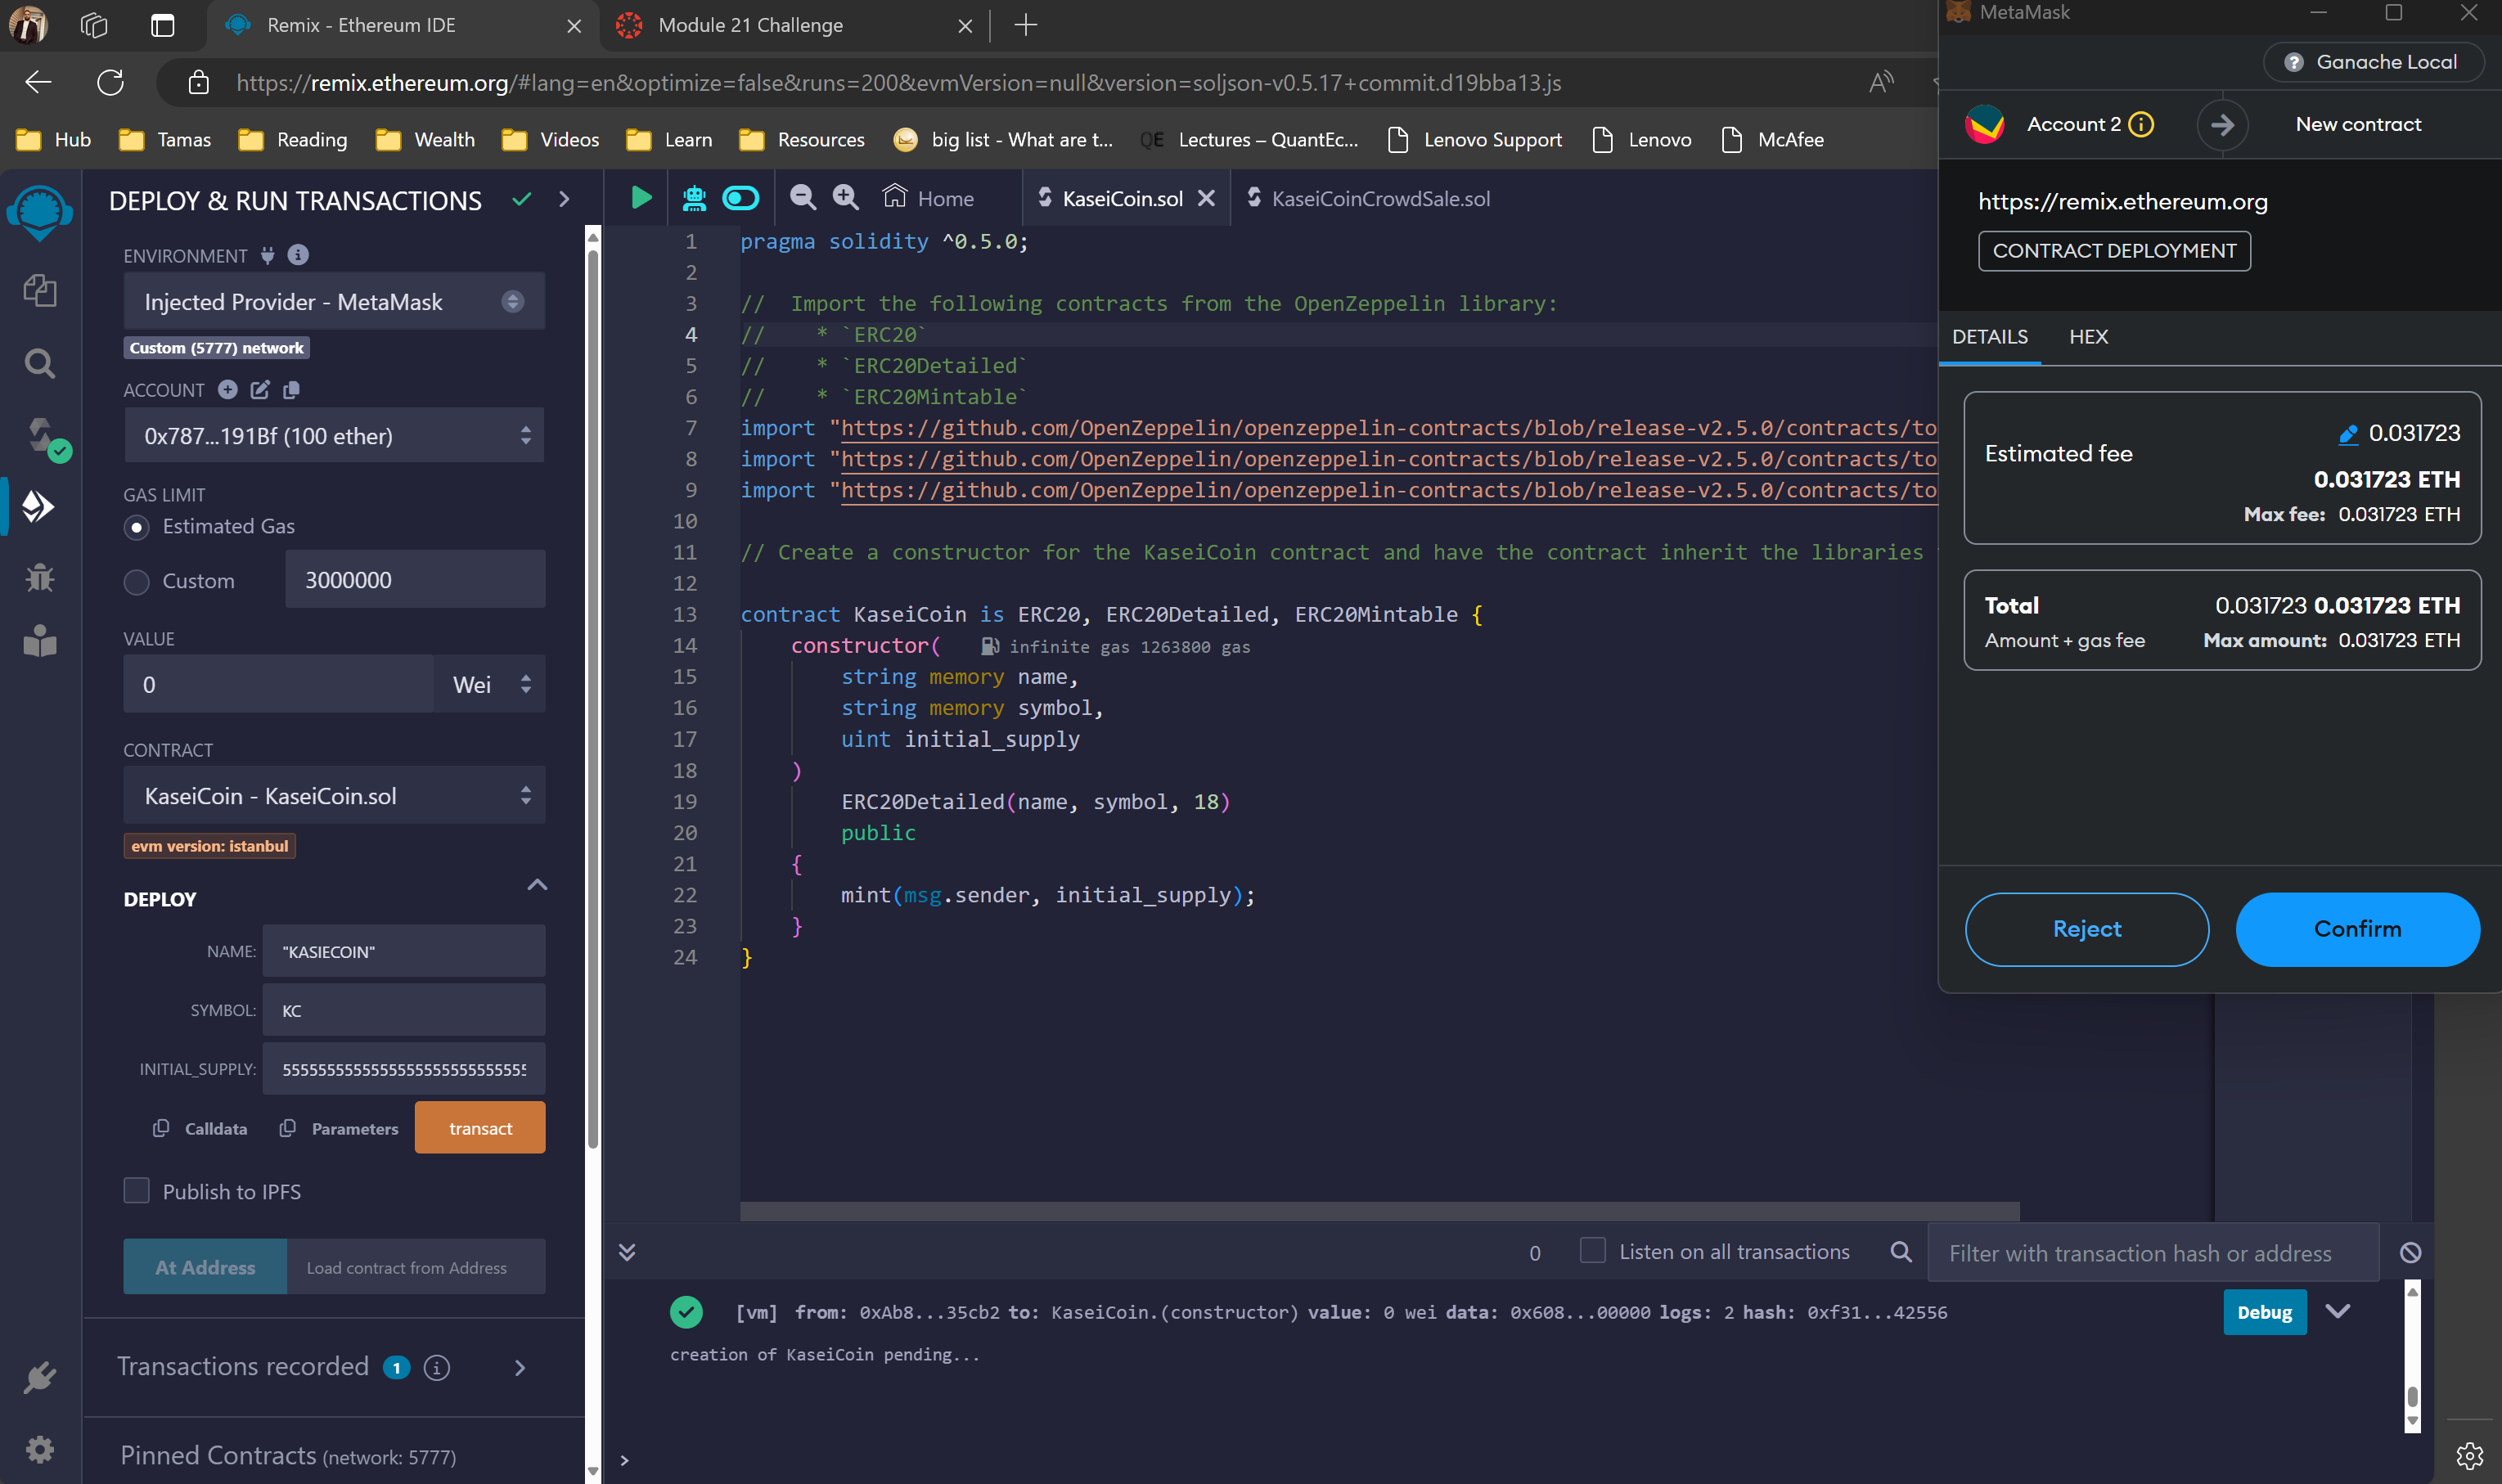 Remix - Ethereum IDE
Module 21 Challenge
https://remix.ethereum.org/#lang=en&optimize=false&runs=200&evmVersion=null&version=soljson-v0.5.17+commit.d19bba13.js
Hub
Tamas
Reading
Wealth
Videos
Learn
Resources
big list - What are t...
QE Lectures – QuantEc...
Lenovo Support
Lenovo
McAfee
DEPLOY & RUN TRANSACTIONS
ENVIRONMENT
Injected Provider - MetaMask
Custom (5777) network
ACCOUNT
0x787...191Bf (100 ether)
GAS LIMIT
Estimated Gas
Custom
3000000
VALUE
0
Wei
CONTRACT
KaseiCoin - KaseiCoin.sol
evm version: istanbul
DEPLOY
NAME: "KASIECOIN"
SYMBOL: KC
INITIAL_SUPPLY:
Calldata
Parameters
transact
Publish to IPFS
At Address
Load contract from Address
Transactions recorded 1
Pinned Contracts (network: 5777)
Home
KaseiCoin.sol
KaseiCoinCrowdSale.sol
1 pragma solidity ^0.5.0;
2
3 //  Import the following contracts from the OpenZeppelin library:
4 //    * `ERC20`
5 //    * `ERC20Detailed`
6 //    * `ERC20Mintable`
7 import "https://github.com/OpenZeppelin/openzeppelin-contracts/blob/release-v2.5.0/contracts/to
8 import "https://github.com/OpenZeppelin/openzeppelin-contracts/blob/release-v2.5.0/contracts/to
9 import "https://github.com/OpenZeppelin/openzeppelin-contracts/blob/release-v2.5.0/contracts/to
10
11 // Create a constructor for the KaseiCoin contract and have the contract inherit the libraries
12
13 contract KaseiCoin is ERC20, ERC20Detailed, ERC20Mintable {
14     constructor(    infinite gas 1263800 gas
15         string memory name,
16         string memory symbol,
17         uint initial_supply
18     )
19         ERC20Detailed(name, symbol, 18)
20         public
21     {
22         mint(msg.sender, initial_supply);
23     }
24 }
0
Listen on all transactions
Filter with transaction hash or address
[vm] from: 0xAb8...35cb2 to: KaseiCoin.(constructor) value: 0 wei data: 0x608...00000 logs: 2 hash: 0xf31...42556
Debug
creation of KaseiCoin pending...
>
MetaMask
Ganache Local
Account 2
New contract
https://remix.ethereum.org
CONTRACT DEPLOYMENT
DETAILS
HEX
Estimated fee
0.031723
0.031723 ETH
Max fee: 0.031723 ETH
Total
0.031723 0.031723 ETH
Amount + gas fee
Max amount: 0.031723 ETH
Reject
Confirm